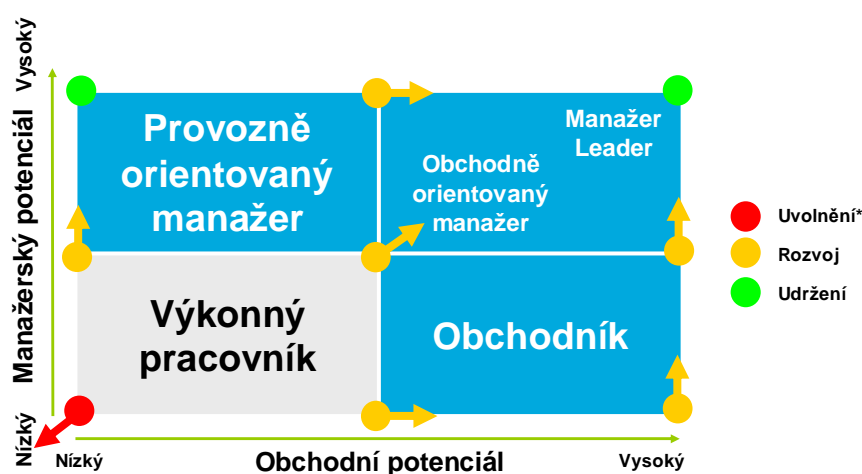 Vysoký
Manažerský potenciál
Nízký
Provozně
orientovaný
manažer
Manažer
Leader
Obchodně
orientovaný
manažer
Výkonný
pracovník
Obchodník
Uvolnění*
Rozvoj
Udržení
Nízký
Obchodní potenciál
Vysoký